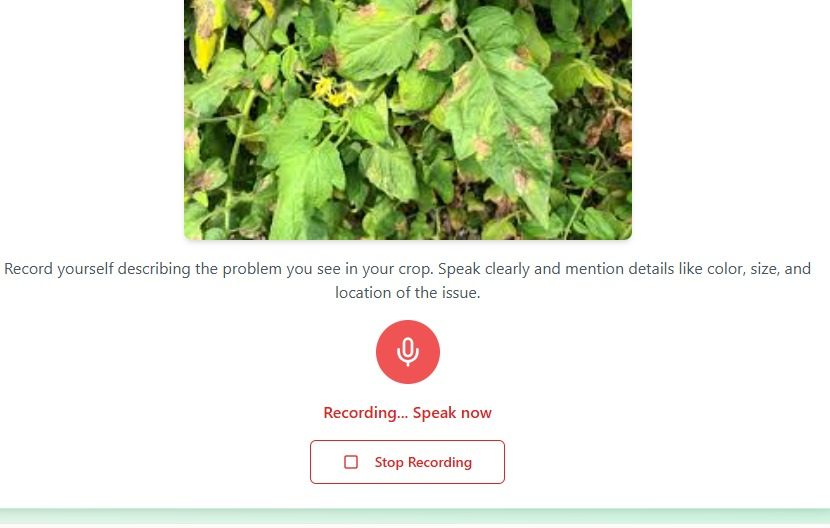 Record yourself describing the problem you see in your crop. Speak clearly and mention details like color, size, and
location of the issue.
Recording... Speak now
Stop Recording